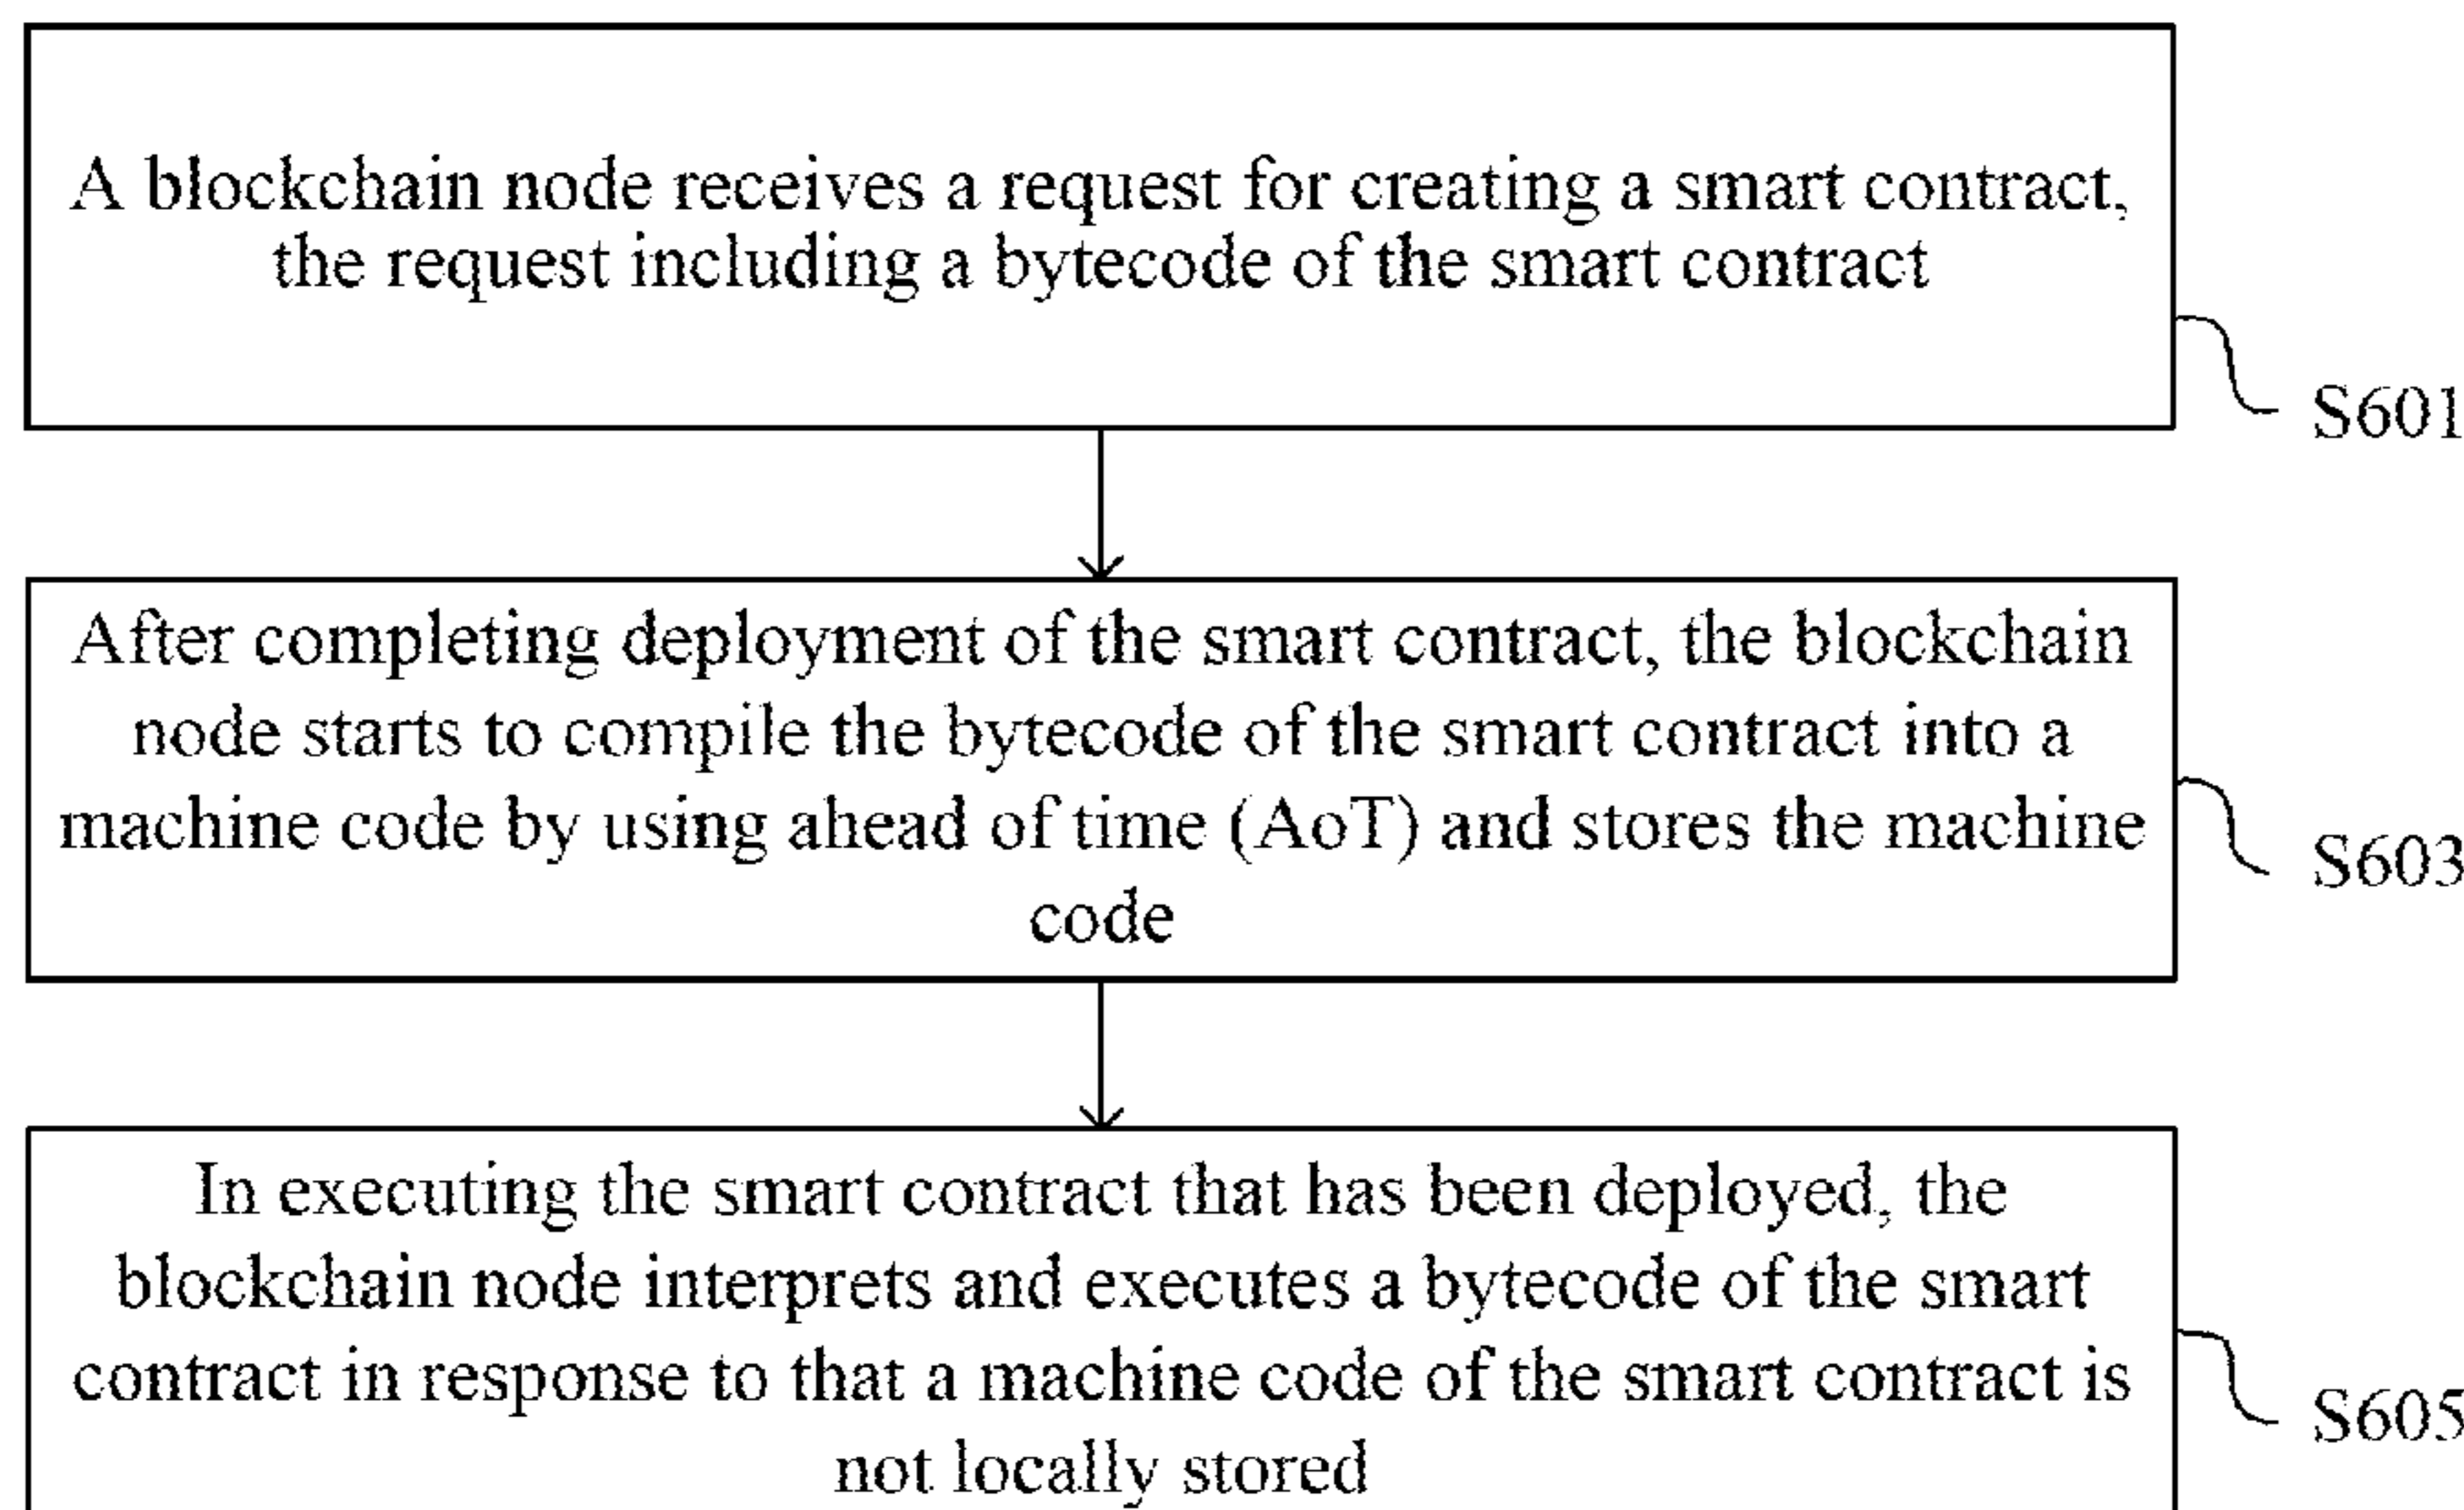 A blockchain node receives a request for creating a smart contract,
the request including a bytecode of the smart contract
S601
After completing deployment of the smart contract, the blockchain
node starts to compile the bytecode of the smart contract into a
machine code by using ahead of time (AoT) and stores the machine
code
S603
In executing the smart contract that has been deployed, the
blockchain node interprets and executes a bytecode of the smart
contract in response to that a machine code of the smart contract is
not locally stored
S605